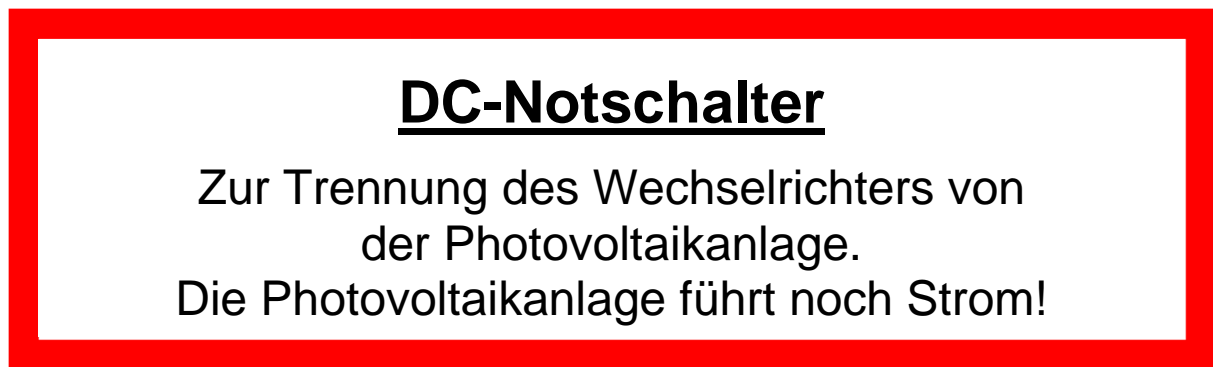 DC-Notschalter
Zur Trennung des Wechselrichters von
der Photovoltaikanlage.
Die Photovoltaikanlage führt noch Strom!